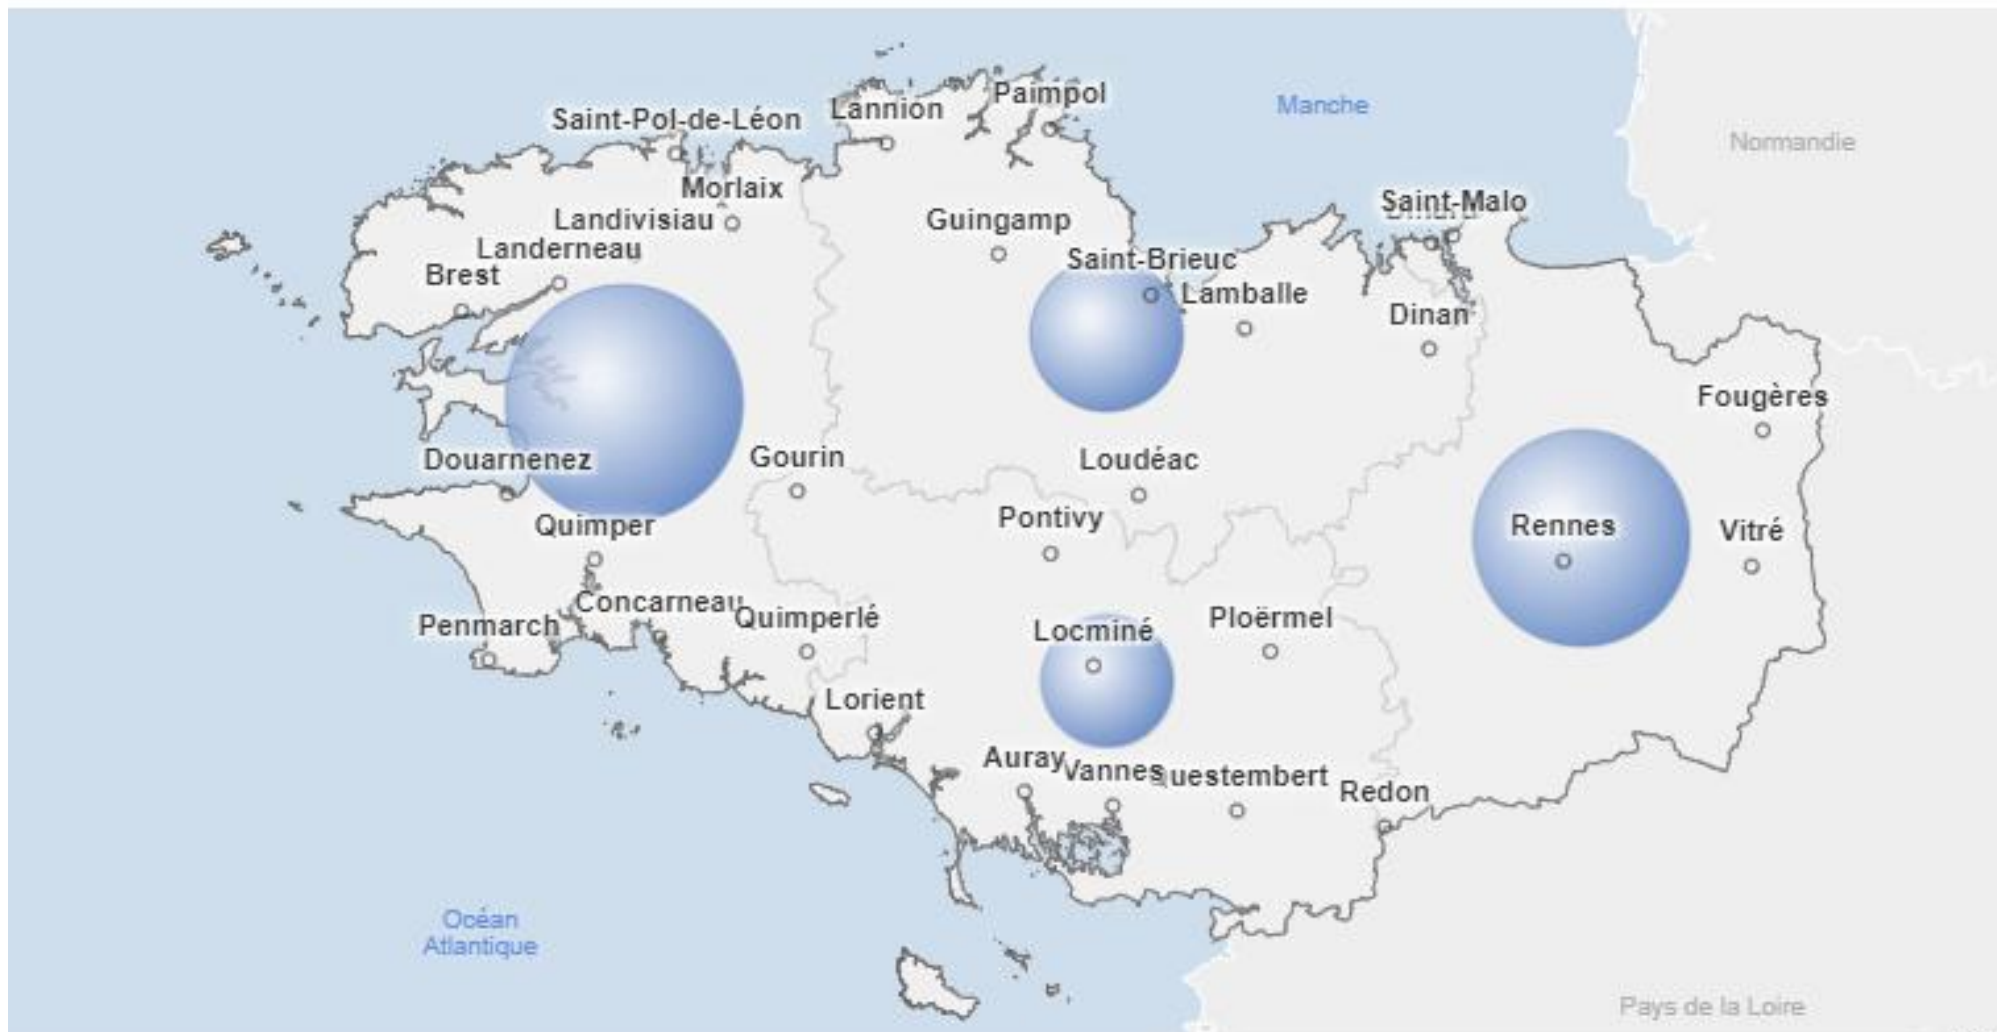 Paimpol
Manche
Lannion
Saint-Pol-de-Léon
Normandie
Morlaix
Saint-Malo
Landivisiau
Guingamp
Landerneau
Saint-Brieuc
Brest
Lamballe
Dinan
Fougères
Gourin
Douarnenez
Loudéac
Pontivy
Quimper
Rennes
Vitré
Concarneau
Quimperlé
Ploërmel
Penmarch
Locminé
Lorient
Auray
Vannes
uestembert
Redon
Océan
Atlantique
Pays de la Loire